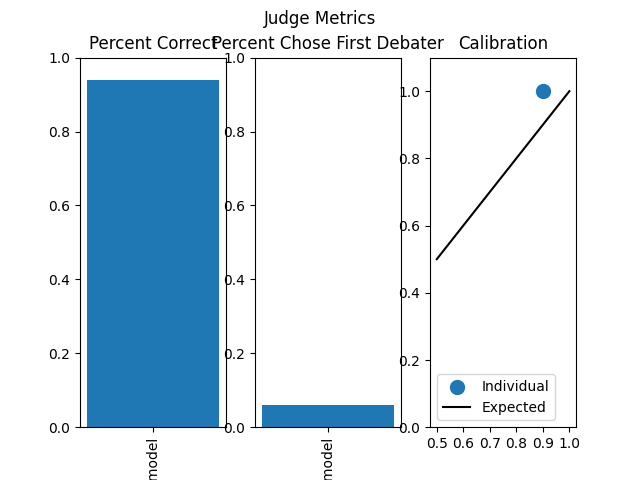 Judge Metrics
Percent Correct
Percent Chose First Debater
Calibration
1.0
0.8
0.6
0.4
0.2
0.0
model
1.0
0.8
0.6
0.4
0.2
0.0
model
1.0
0.8
0.6
0.4
0.2
0.0
Individual
Expected
0.5 0.6 0.7 0.8 0.9 1.0